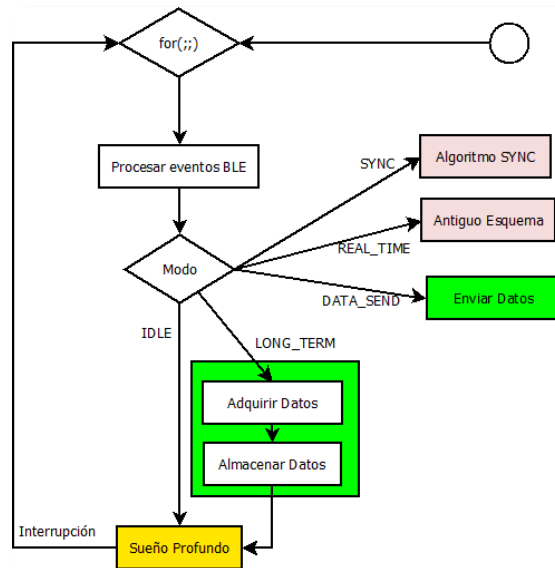 for(;;)
Procesar eventos BLE
SYNC
Algoritmo SYNC
Antiguo Esquema
REAL_TIME
Modo
DATA_SEND
Enviar Datos
IDLE
LONG_TERM
Adquirir Datos
Almacenar Datos
Interrupción
Sueño Profundo